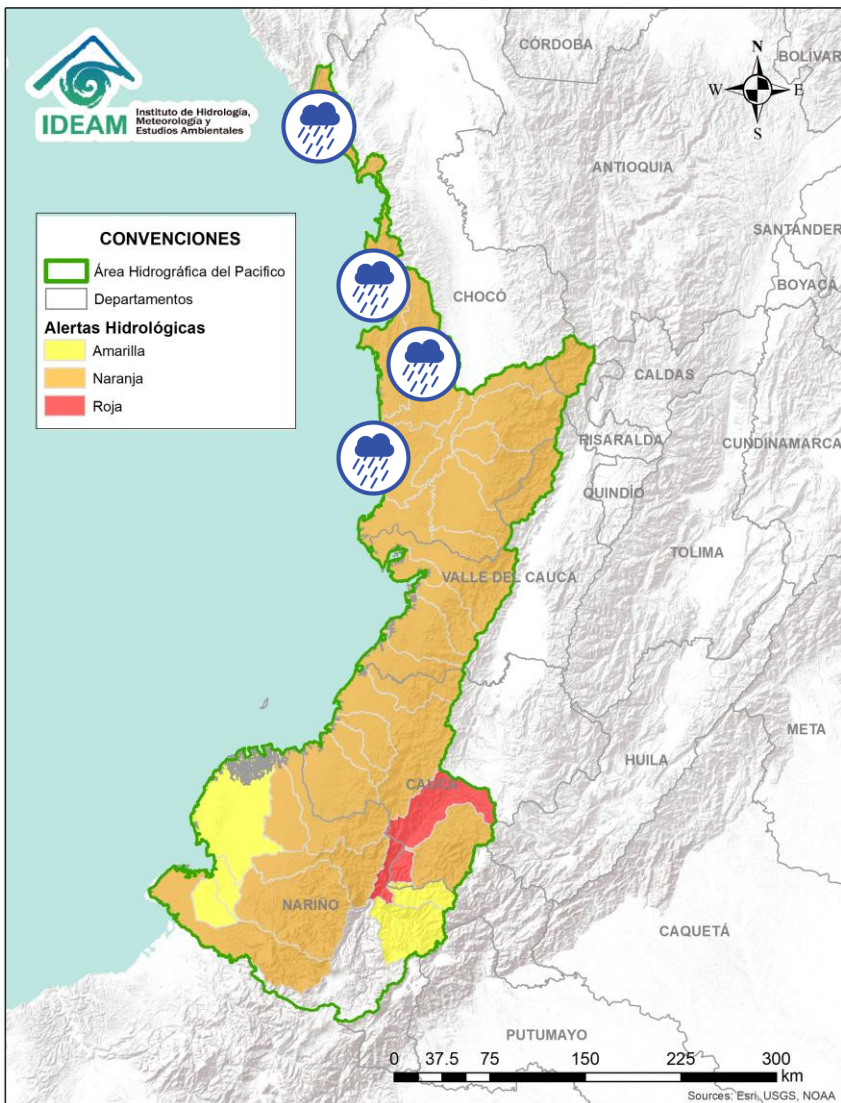 IDEAM
Instituto de Hidrología,
Meteorología y
Estudios Ambientales
CÓRDOBA
BOLÍVAR
N
W
E
S
ANTIOQUIA
SANTANDER
BOYACÁ
CONVENCIONES
Área Hidrográfica del Pacifico
Departamentos
Alertas Hidrológicas
Amarilla
Naranja
Roja
CHOCÓ
CALDAS
RISARALDA
CUNDINAMARCA
QUINDÍO
TOLIMA
VALLE DEL CAUCA
META
HUILA
CAUCA
NARIÑO
CAQUETÁ
PUTUMAYO
0 37.5 75 150 225 300
km
Sources: Esri, USGS, NOAA